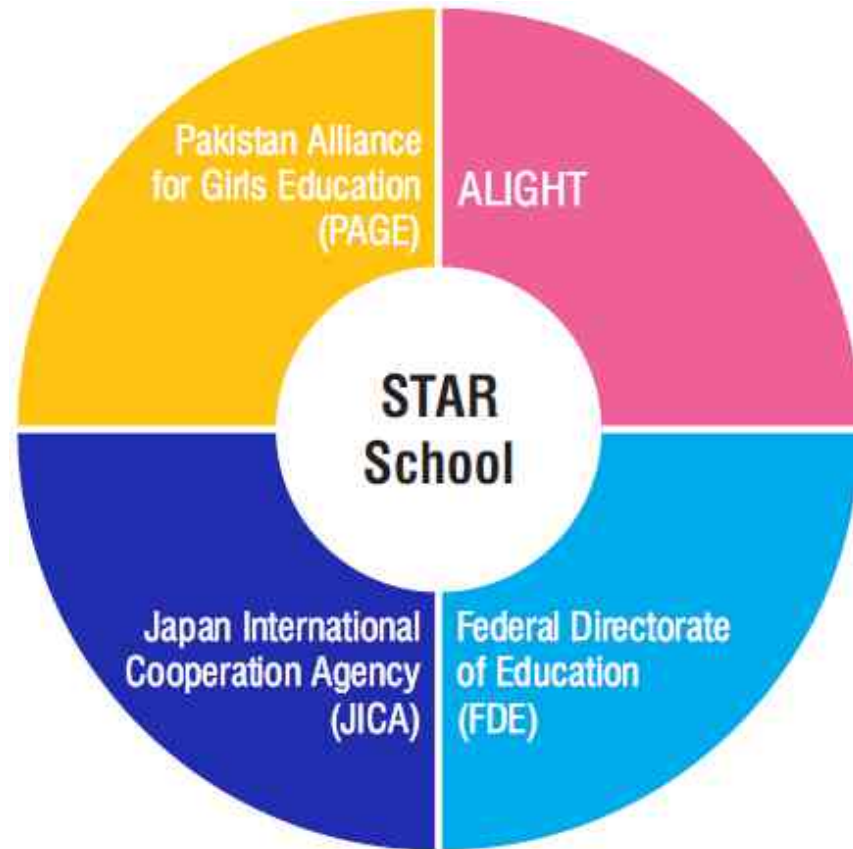 Pakistan Alliance
for Girls Education
(PAGE)
ALIGHT
STAR
School
Japan International
Cooperation Agency
(JICA)
Federal Directorate
of Education
(FDE)